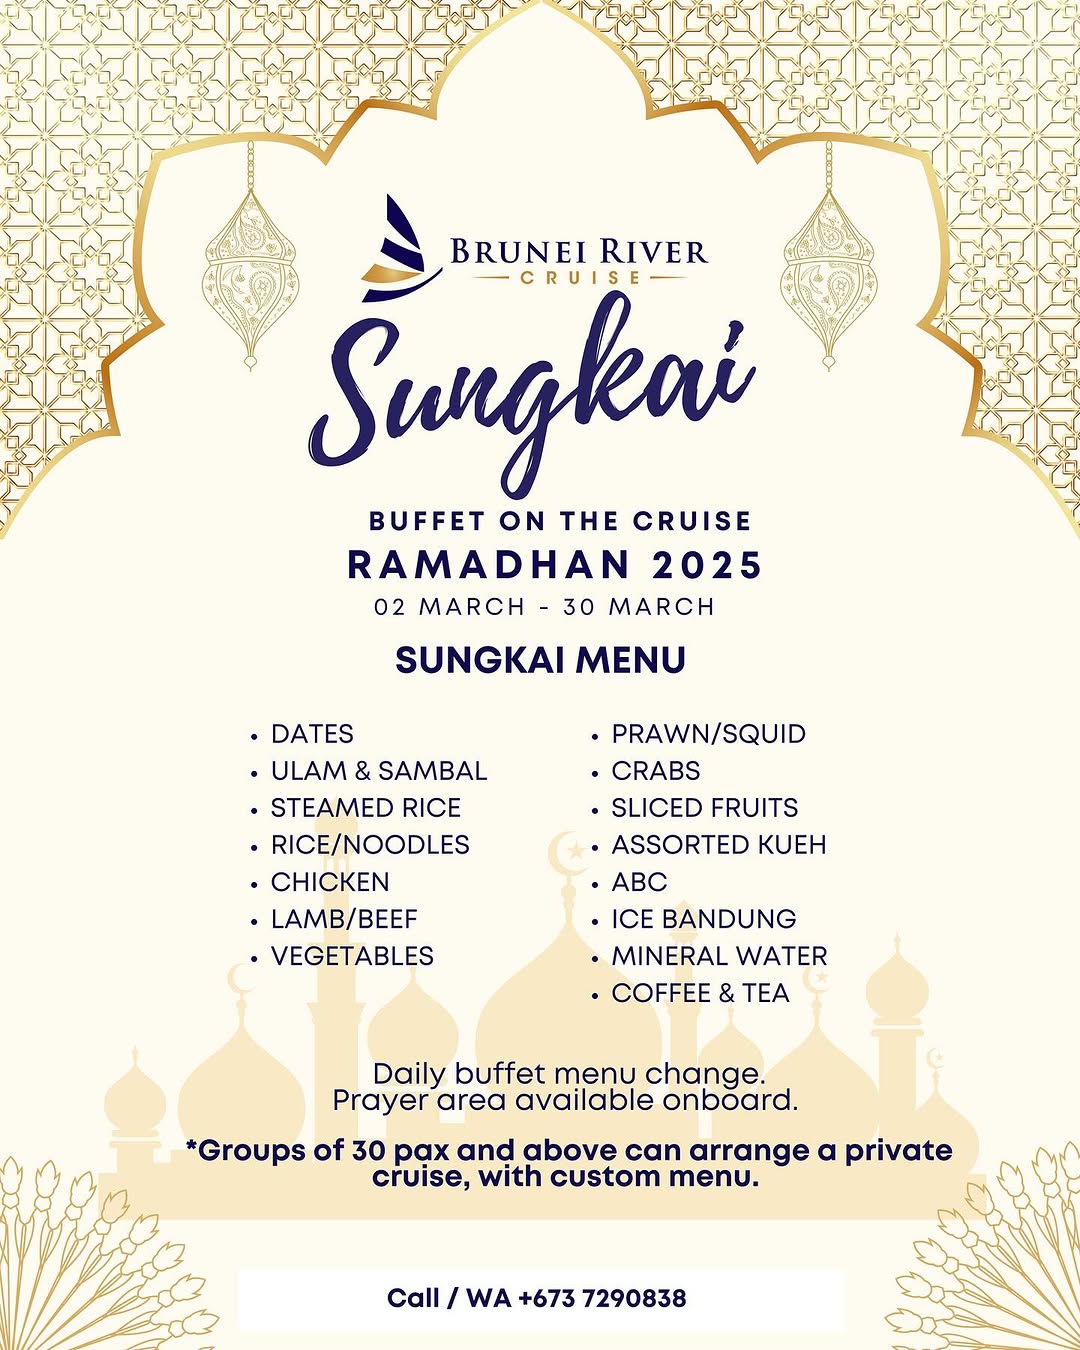 BRUNEI RIVER
CRUISE
Sungkai
BUFFET ON THE CRUISE
RAMADHAN 2025
02 MARCH - 30 MARCH
SUNGKAI MENU
• DATES
• ULAM & SAMBAL
• STEAMED RICE
• RICE/NOODLES
• CHICKEN
• LAMB/BEEF
• VEGETABLES
• PRAWN/SQUID
• CRABS
• SLICED FRUITS
• ASSORTED KUEH
• ABC
• ICE BANDUNG
• MINERAL WATER
• COFFEE & TEA
Daily buffet menu change.
Prayer area available onboard.
*Groups of 30 pax and above can arrange a private
cruise, with custom menu.
Call / WA +673 7290838